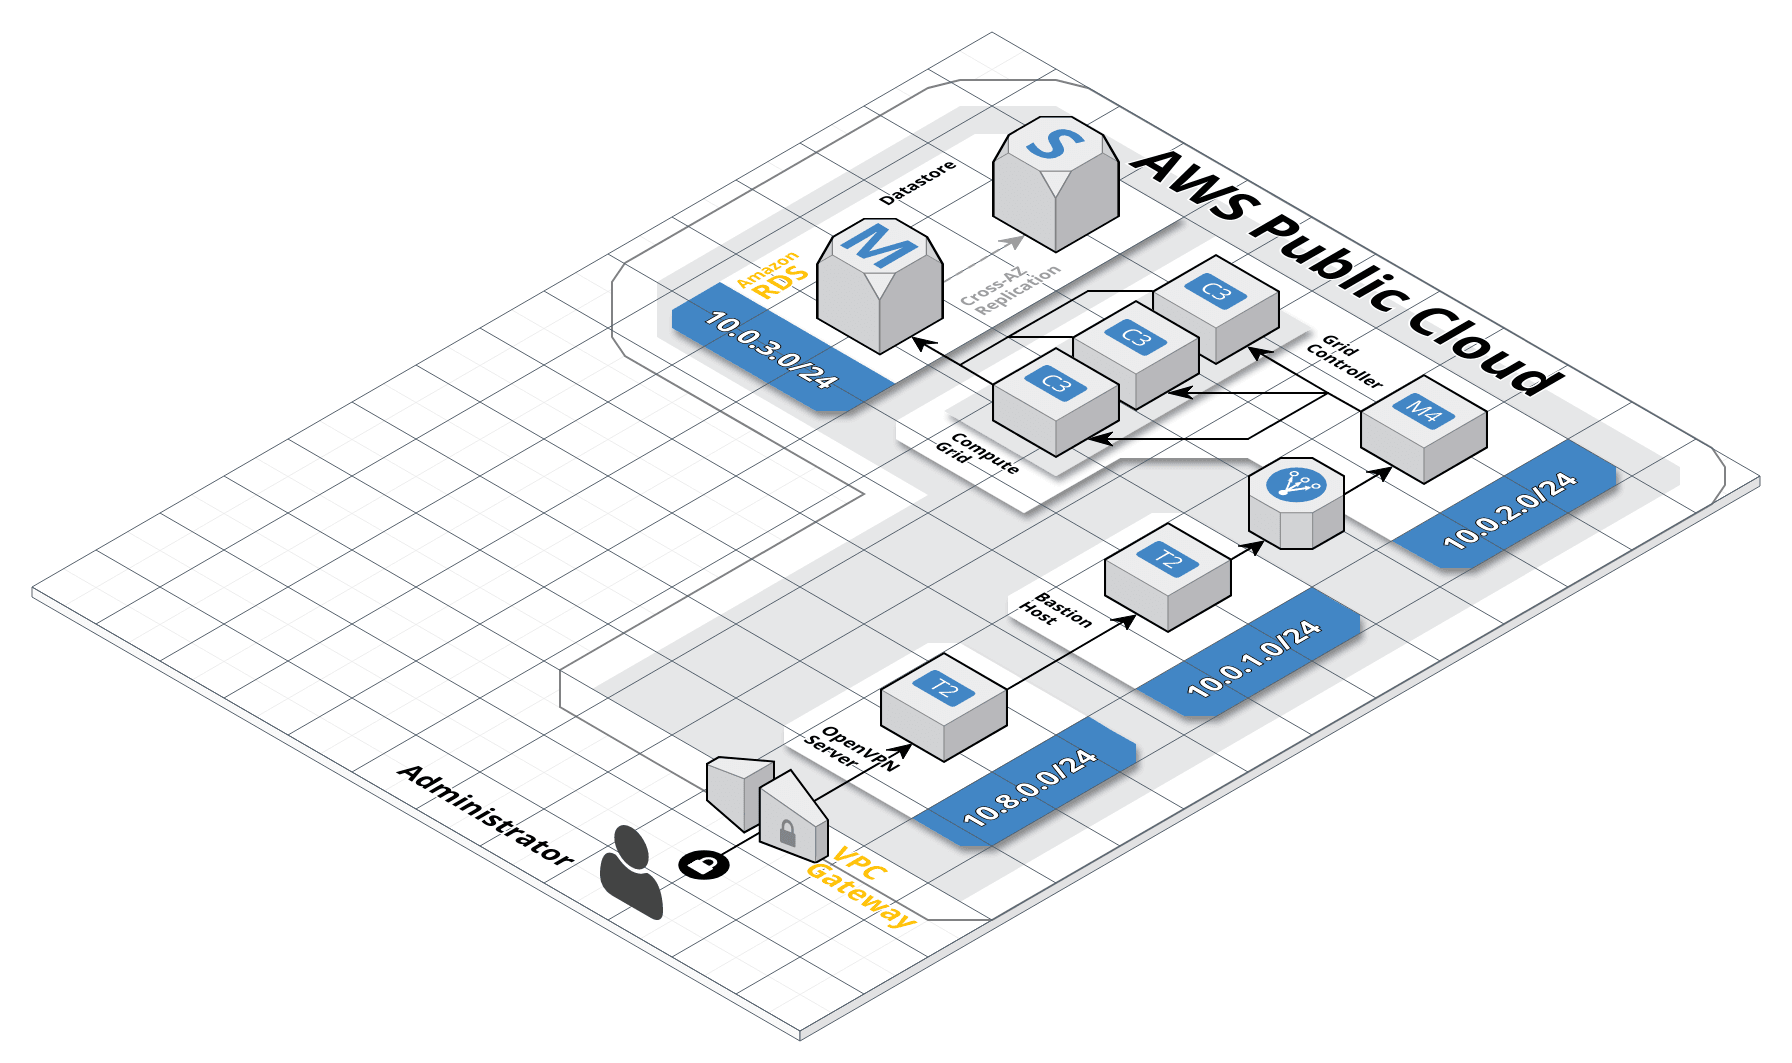 AWS Public Cloud
S
Datastore
M
Amazon
RDS
Cross-AZ
Replication
10.0.3.0/24
C3
C3
C3
Grid
Controller
M4
Compute
Grid
10.0.2.0/24
T2
Bastion
Host
10.0.1.0/24
T2
OpenVPN
Server
10.8.0.0/24
Administrator
VPC
Gateway